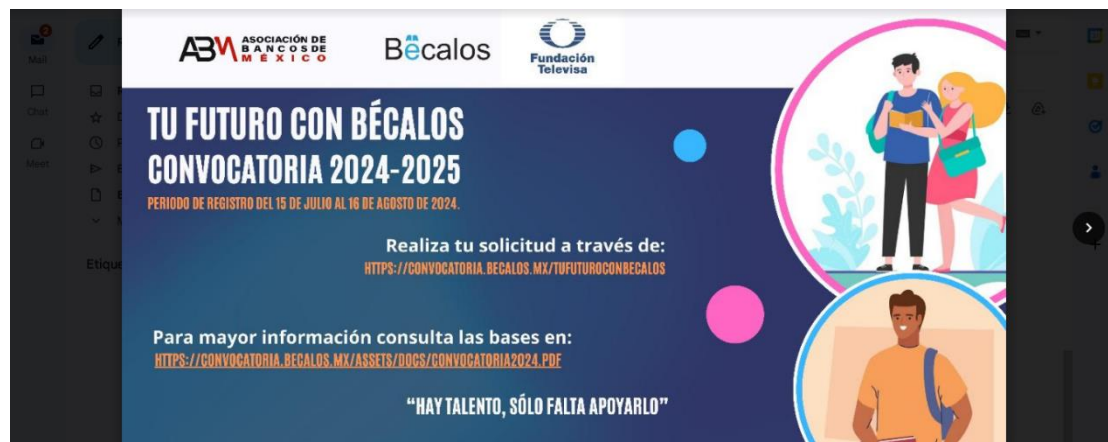 2
Mail
Chat
Meet
Etique
ABM ASOCIACIÓN DE
BANCOS DE
MÉXICO
Bécalos
Fundación
Televisa
TU FUTURO CON BÉCALOS
CONVOCATORIA 2024-2025
PERIODO DE REGISTRO DEL 15 DE JULIO AL 16 DE AGOSTO DE 2024.
Realiza tu solicitud a través de:
HTTPS://CONVOCATORIA.BECALOS.MX/TUFUTUROCONBECALOS
Para mayor información consulta las bases en:
HTTPS://CONVOCATORIA.BECALOS.MX/ASSETS/DOCS/CONVOCATORIA2024.PDF
“HAY TALENTO, SÓLO FALTA APOYARLO”